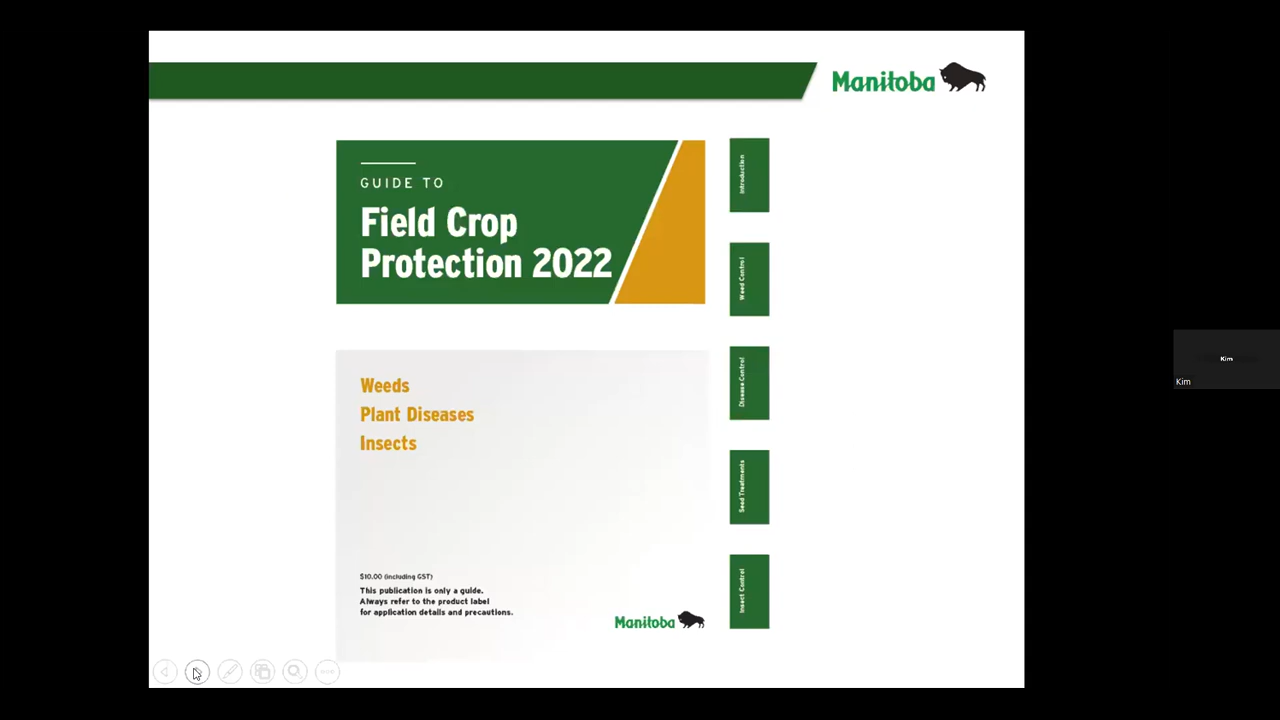 Manitoba
GUIDE TO
Field Crop
Protection 2022
Weeds
Plant Diseases
Insects
$10.00 (including GST)
This publication is only a guide.
Always refer to the product label
for application details and precautions.
Manitoba
Introduction
Weed Control
Disease Control
Seed Treatments
Insect Control
Kim
Kim